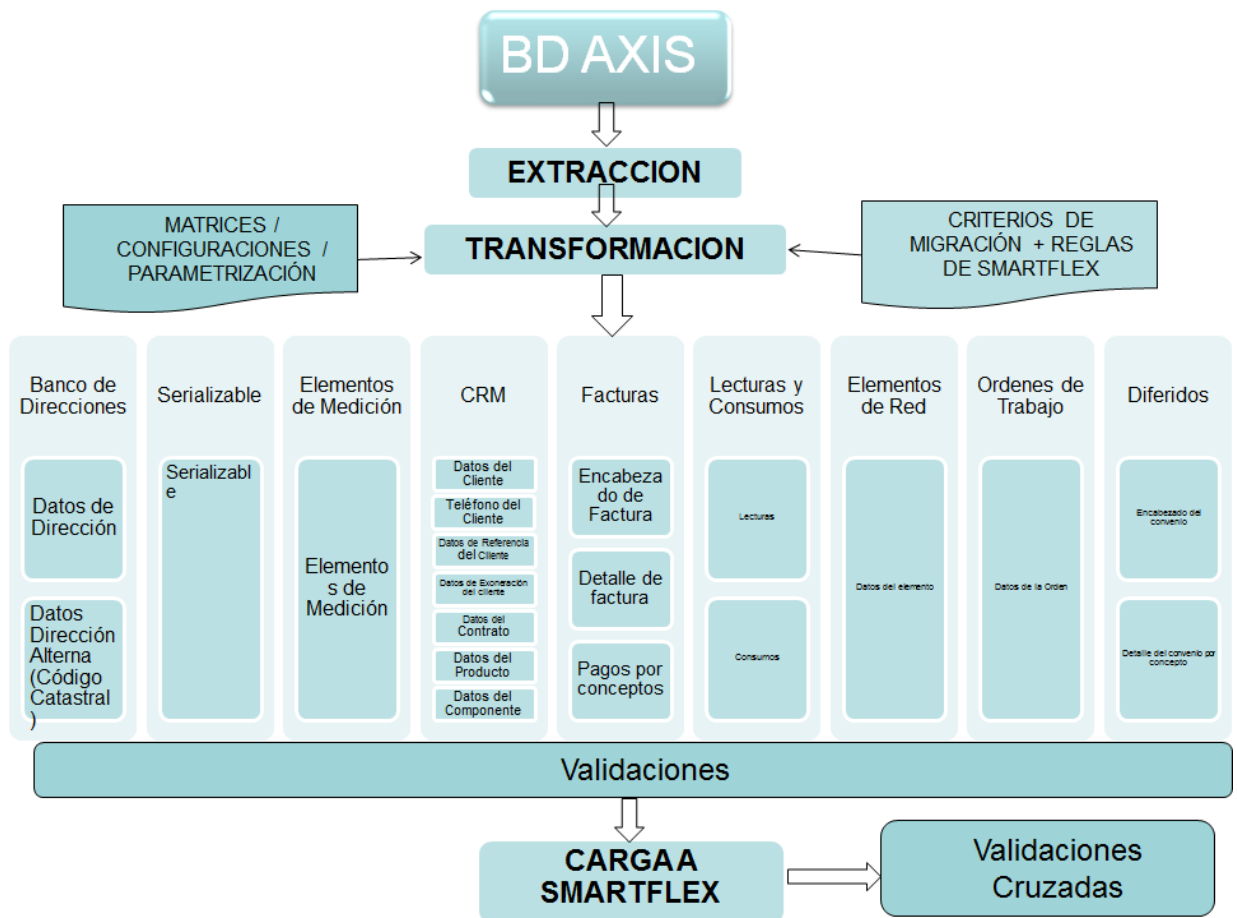 BD AXIS
EXTRACCION
MATRICES /
CONFIGURACIONES /
PARAMETRIZACIÓN
TRANSFORMACION
CRITERIOS DE
MIGRACIÓN + REGLAS
DE SMARTFLEX
Banco de
Direcciones
Datos de
Dirección
Datos
Dirección
Alterna
(Código
Catastral
)
Serializable
Serializabl
e
Elementos
de Medición
Elemento
s de
Medición
CRM
Datos del
Cliente
Teléfono del
Cliente
Datos de Referencia
del Cliente
Datos de Exoneración
del cliente
Datos del
Contrato
Datos del
Producto
Datos del
Componente
Facturas
Encabeza
do de
Factura
Detalle de
factura
Pagos por
conceptos
Lecturas y
Consumos
Lecturas
Consumos
Elementos
de Red
Datos del elemento
Ordenes de
Trabajo
Datos de la Orden
Diferidos
Encabezado del
convenio
Detalle del convenio por
concepto
Validaciones
CARGA A
SMARTFLEX
Validaciones
Cruzadas